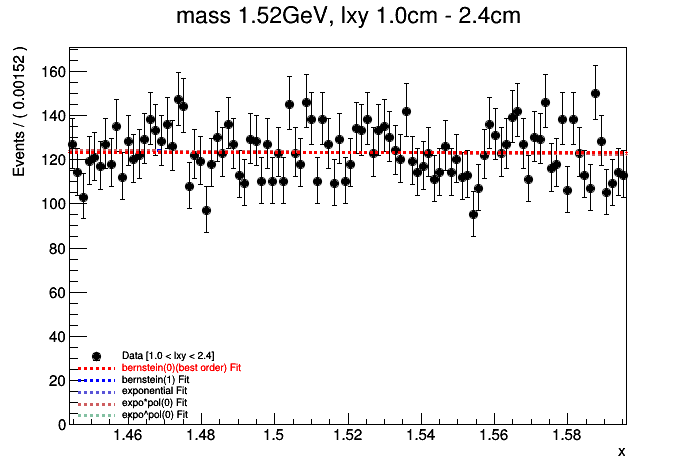 mass 1.52GeV, lxy 1.0cm - 2.4cm
Events / ( 0.00152 )
160
140
120
100
80
60
40
20
0
Data [1.0 < lxy < 2.4]
bernstein(0)(best order) Fit
bernstein(1) Fit
exponential Fit
expo*pol(0) Fit
expo^pol(0) Fit
1.46 1.48 1.5 1.52 1.54 1.56 1.58
x